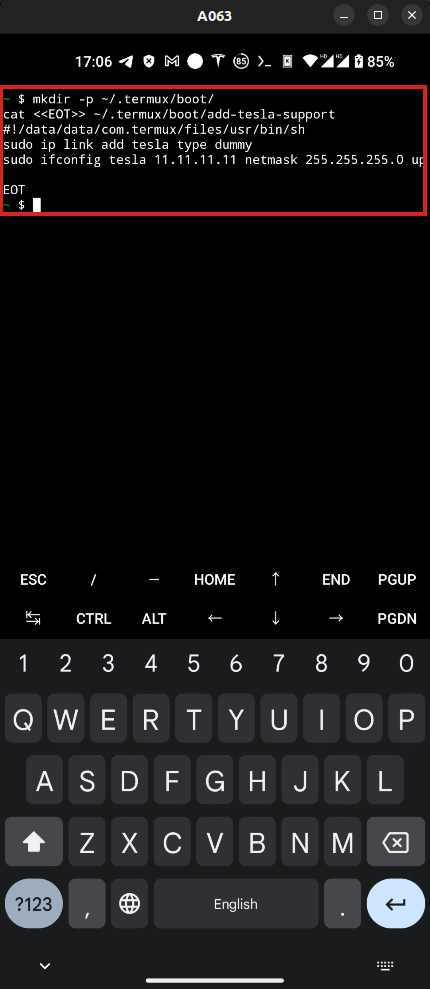 A063
17:06 85 HD HD 85%
~ $ mkdir -p ~/.termux/boot/
cat <<EOT>> ~/.termux/boot/add-tesla-support
#!/data/data/com.termux/files/usr/bin/sh
sudo ip link add tesla type dummy
sudo ifconfig tesla 11.11.11.11 netmask 255.255.255.0 up

EOT
~ $
ESC / — HOME ↑ END PGUP
↹ CTRL ALT ← ↓ → PGDN
1 2 3 4 5 6 7 8 9 0
Q W E R T Y U I O P
A S D F G H J K L
Z X C V B N M
?123 , English .